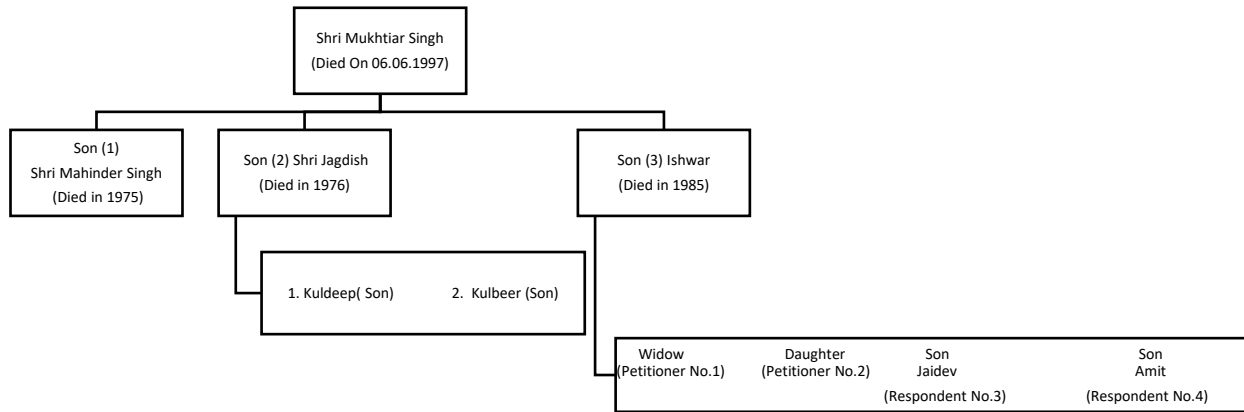 Shri Mukhtiar Singh
(Died On 06.06.1997)
Son (1)
Shri Mahinder Singh
(Died in 1975)
Son (2) Shri Jagdish
(Died in 1976)
Son (3) Ishwar
(Died in 1985)
1. Kuldeep( Son) 2. Kulbeer (Son)
Widow
(Petitioner No.1)
Daughter
(Petitioner No.2)
Son
Jaidev
(Respondent No.3)
Son
Amit
(Respondent No.4)